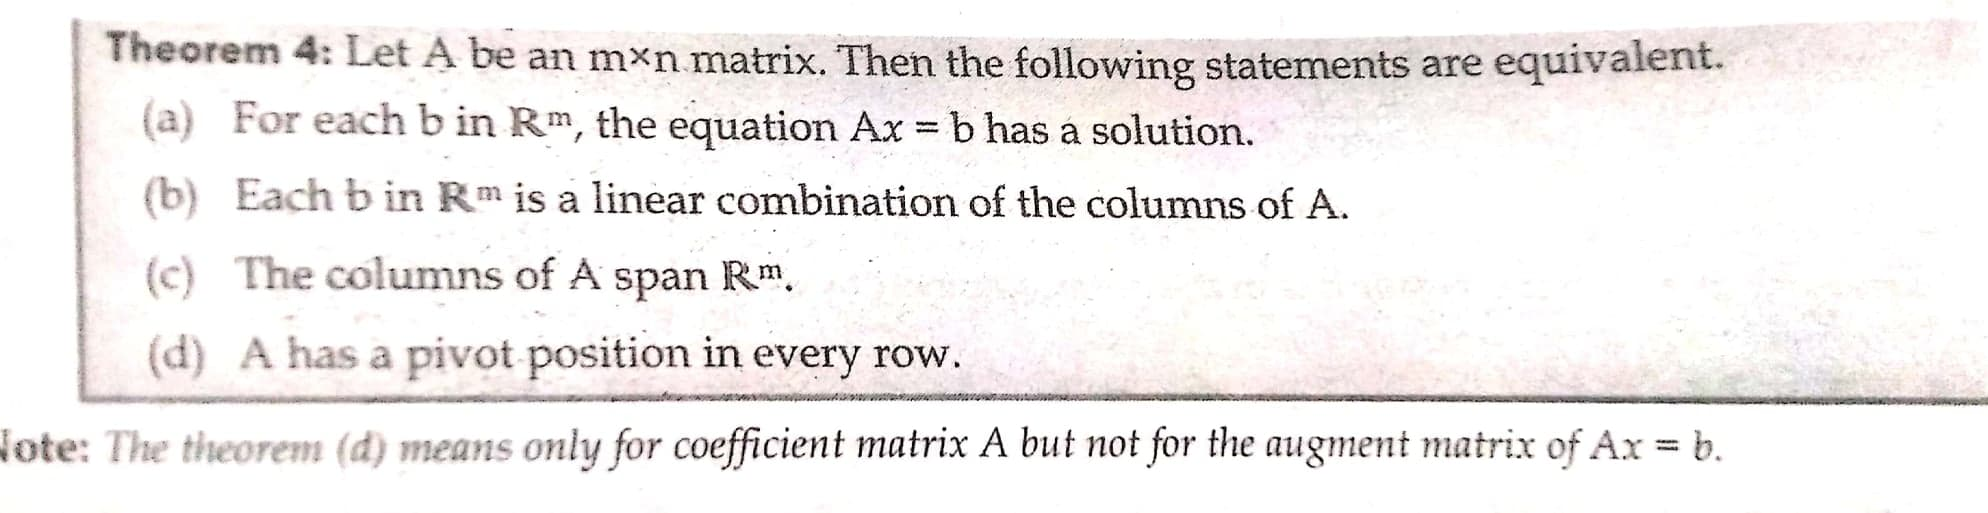 Theorem 4: Let A be an m×n matrix. Then the following statements are equivalent.
(a) For each b in ℝᵐ, the equation Ax = b has a solution.
(b) Each b in ℝᵐ is a linear combination of the columns of A.
(c) The columns of A span ℝᵐ.
(d) A has a pivot position in every row.
Note: The theorem (d) means only for coefficient matrix A but not for the augment matrix of Ax = b.